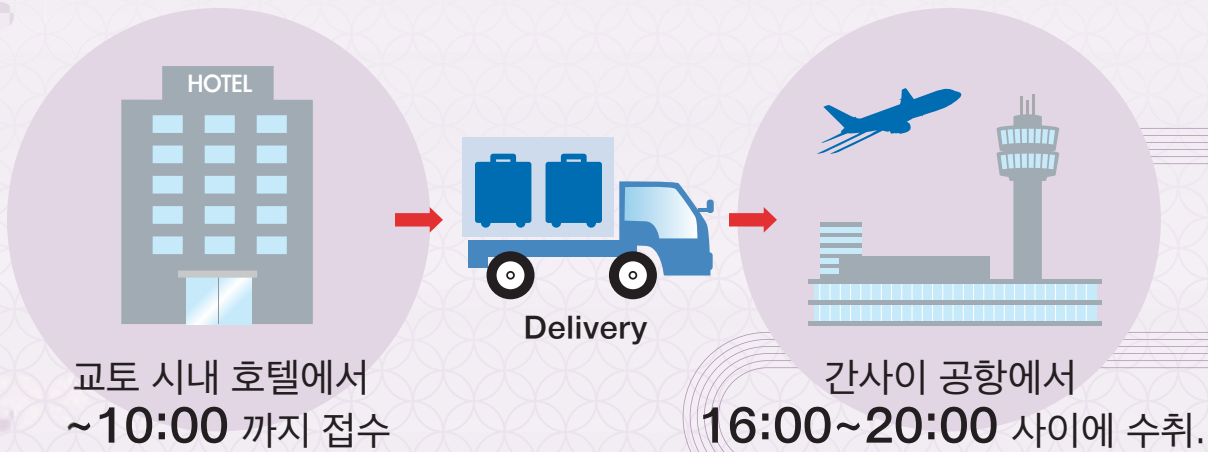 HOTEL
Delivery
교토 시내 호텔에서
~10:00 까지 접수
간사이 공항에서
16:00~20:00 사이에 수취.